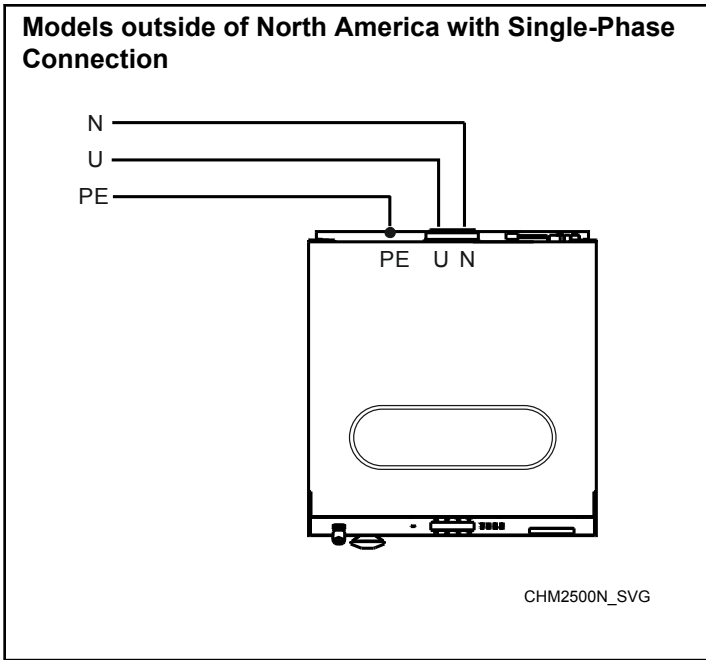 Models outside of North America with Single-Phase
Connection
N
U
PE
PE U N
CHM2500N_SVG